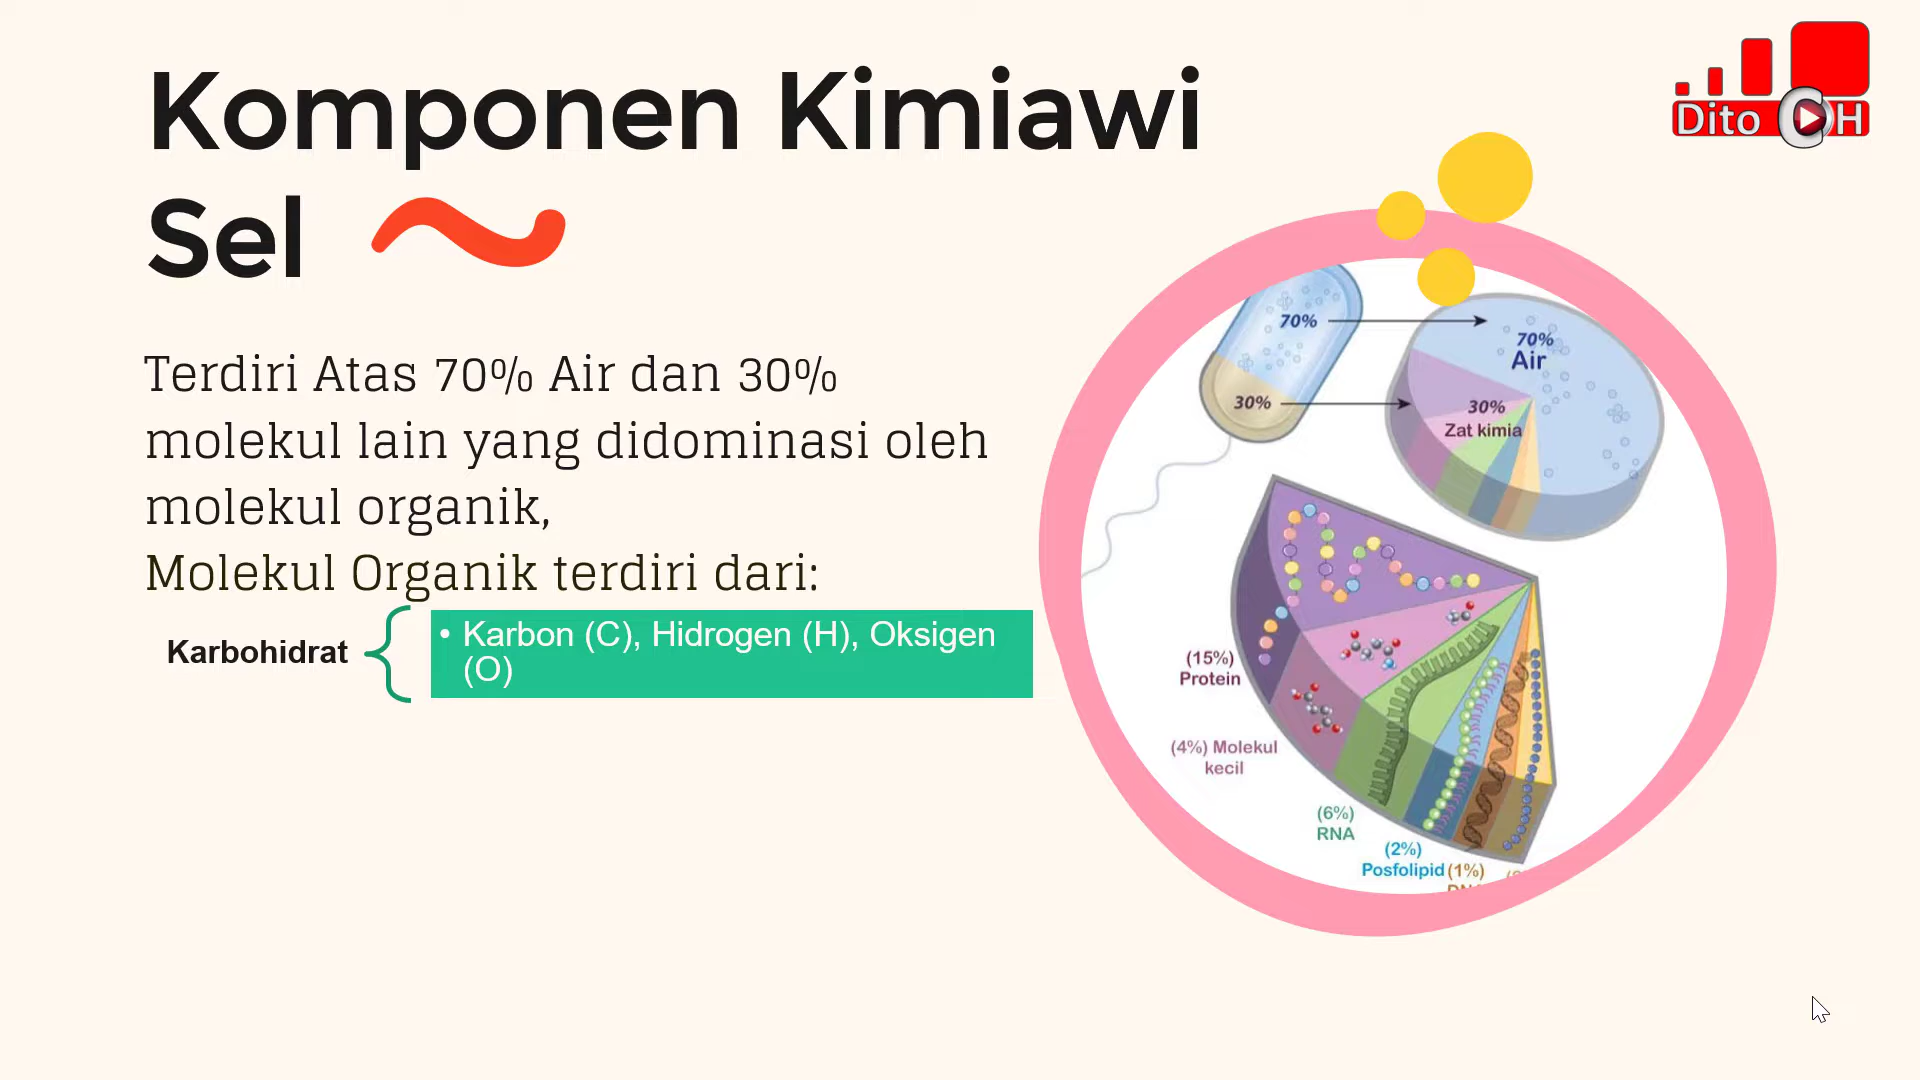 Komponen Kimiawi
Sel
Dito CH
Terdiri Atas 70% Air dan 30%
molekul lain yang didominasi oleh
molekul organik,
Molekul Organik terdiri dari:
Karbohidrat
• Karbon (C), Hidrogen (H), Oksigen
(O)
70%
30%
70%
Air
30%
Zat kimia
(15%)
Protein
(4%) Molekul
kecil
(6%)
RNA
(2%)
Posfolipid
(1%)